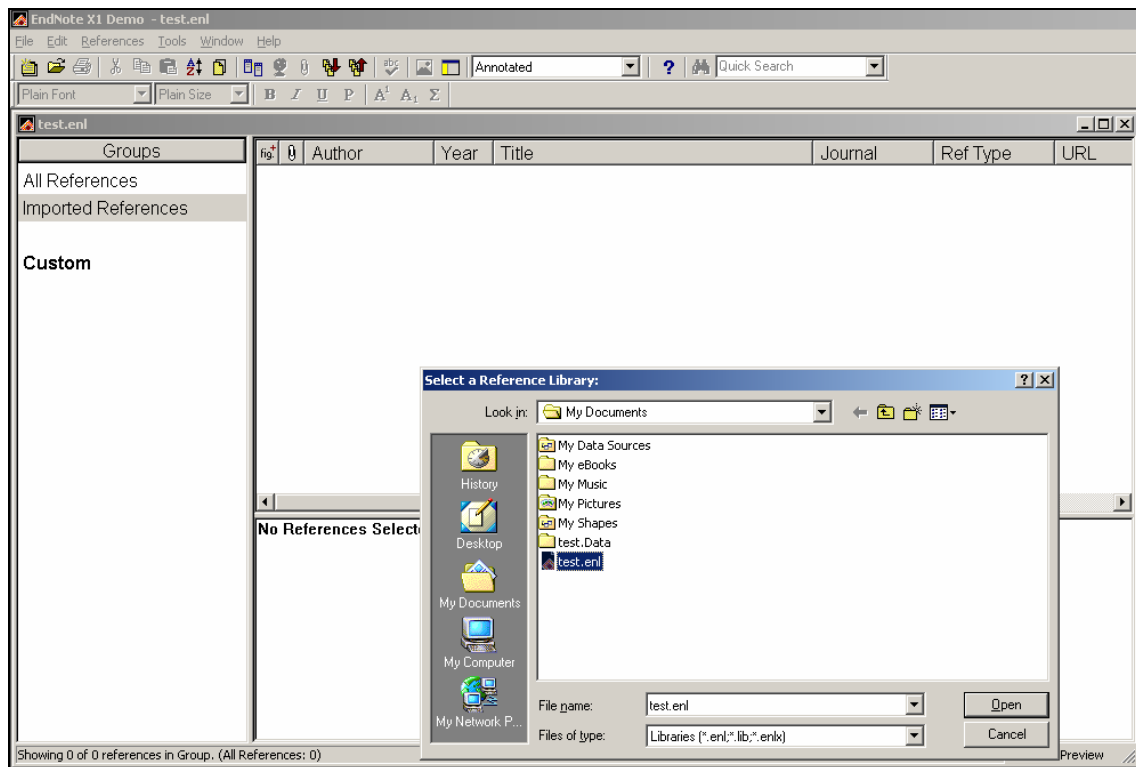 EndNote X1 Demo - test.enl
File Edit References Tools Window Help
Annotated ? Quick Search
Plain Font Plain Size B I U P A¹ A₁ Σ
test.enl
Groups fig. Author Year Title Journal Ref Type URL
All References
Imported References
Custom
No References Select
Showing 0 of 0 references in Group. (All References: 0)
Preview
Select a Reference Library:
Look in: My Documents
History
Desktop
My Documents
My Computer
My Network P...
My Data Sources
My eBooks
My Music
My Pictures
My Shapes
test.Data
test.enl
File name: test.enl Open
Files of type: Libraries (*.enl;*.lib;*.enlx) Cancel